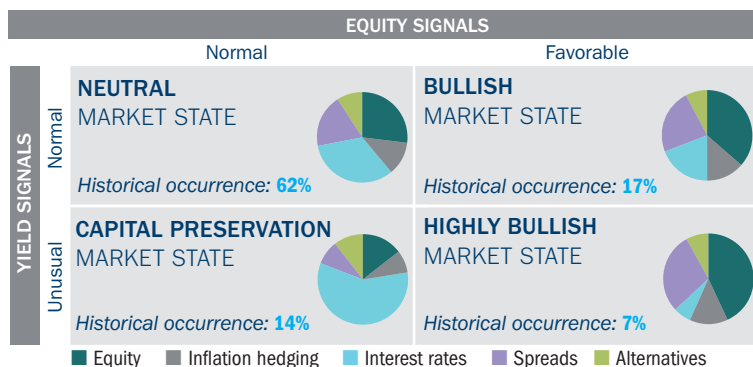 EQUITY SIGNALS
Normal
Favorable
YIELD SIGNALS
Normal
NEUTRAL
MARKET STATE
Historical occurrence: 62%
BULLISH
MARKET STATE
Historical occurrence: 17%
Unusual
CAPITAL PRESERVATION
MARKET STATE
Historical occurrence: 14%
HIGHLY BULLISH
MARKET STATE
Historical occurrence: 7%
Equity
Inflation hedging
Interest rates
Spreads
Alternatives